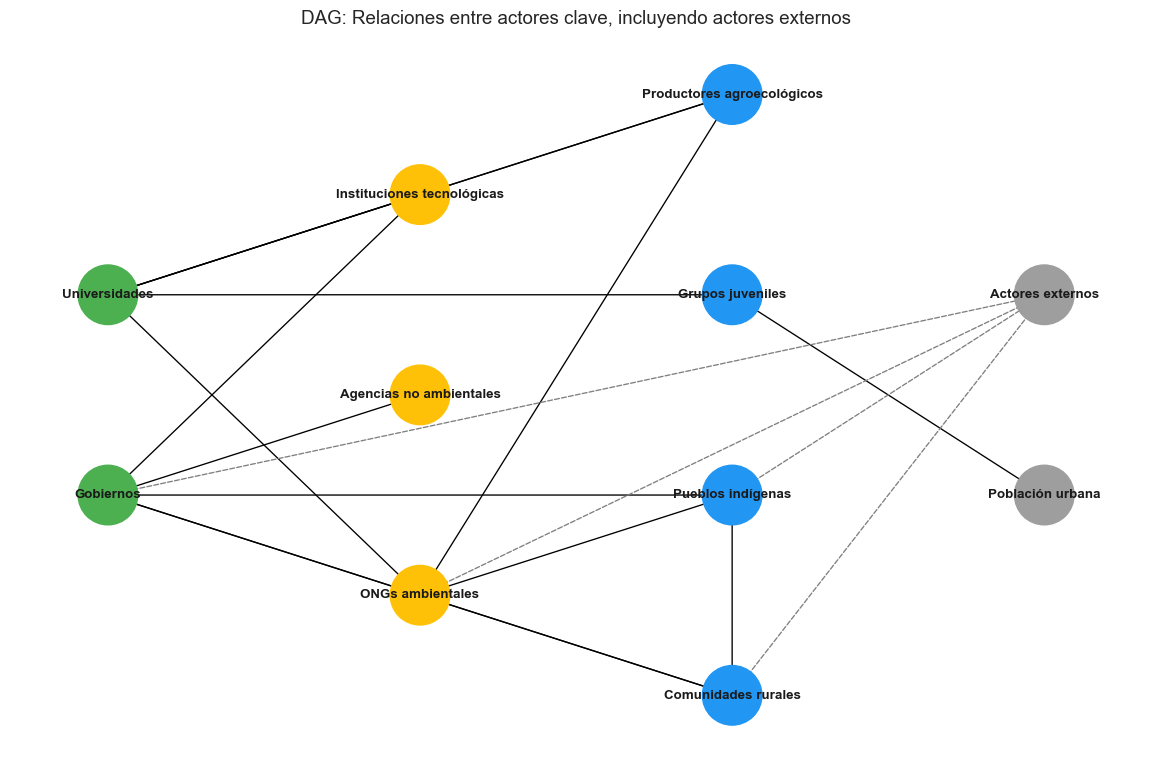 DAG: Relaciones entre actores clave, incluyendo actores externos
Productores agroecológicos
Instituciones tecnológicas
Universidades
Grupos juveniles
Actores externos
Agencias no ambientales
Gobiernos
Pueblos indígenas
Población urbana
ONGs ambientales
Comunidades rurales